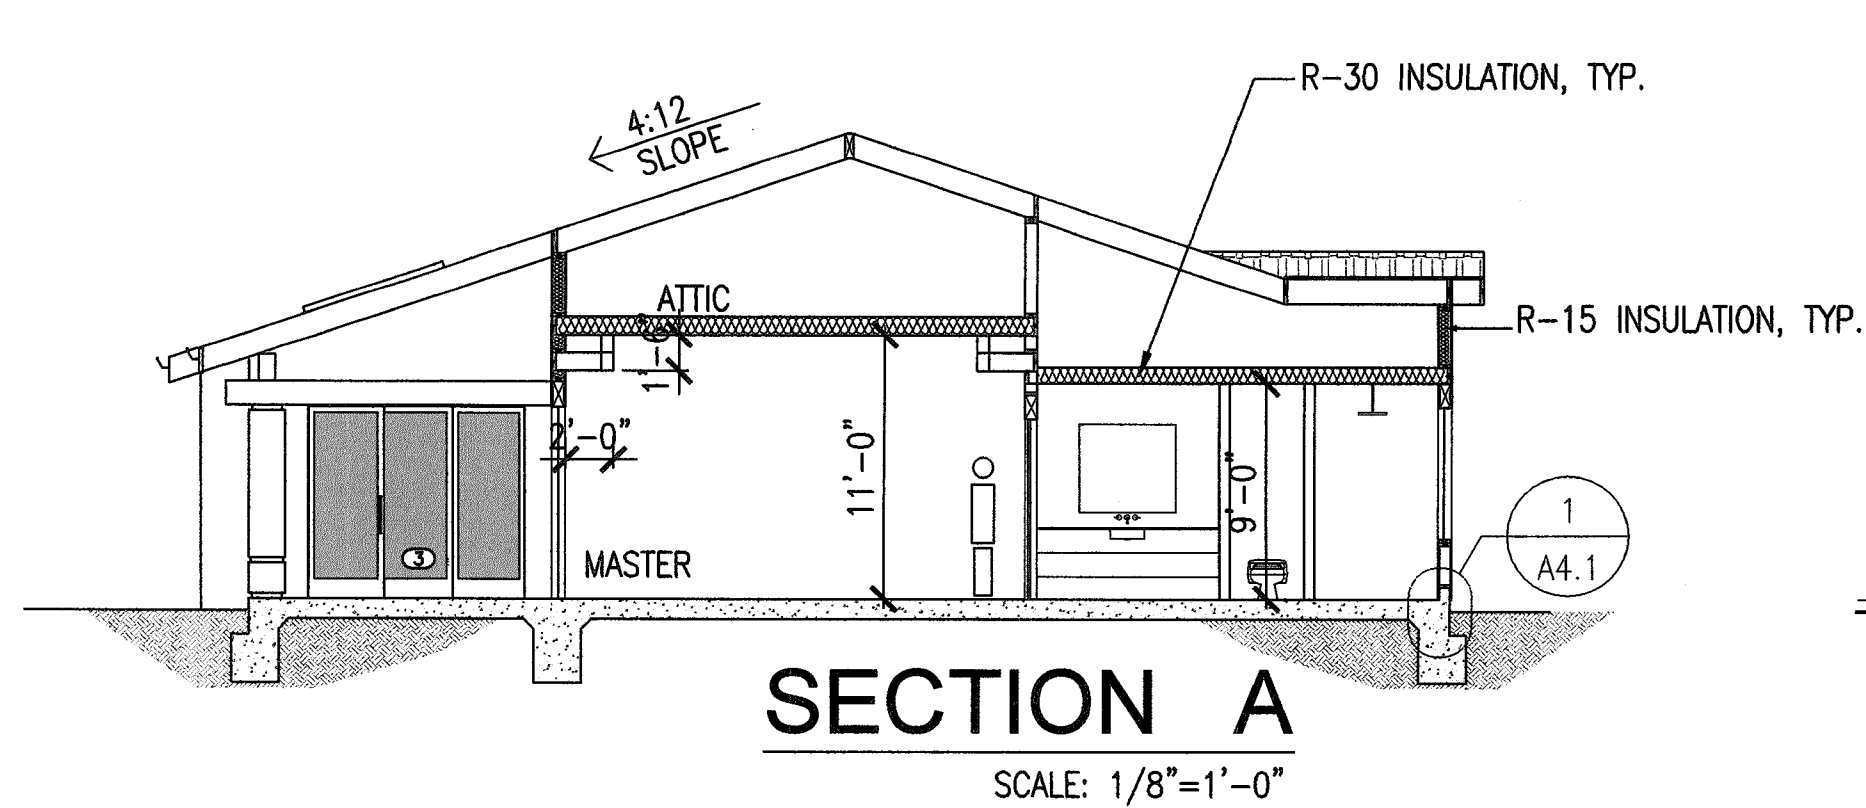 R-30 INSULATION, TYP.
4:12
SLOPE
ATTIC
R-15 INSULATION, TYP.
1'-6"
2'-0"
11'-0"
9'-0"
1
A4.1
3
MASTER
SECTION A
SCALE: 1/8"=1'-0"